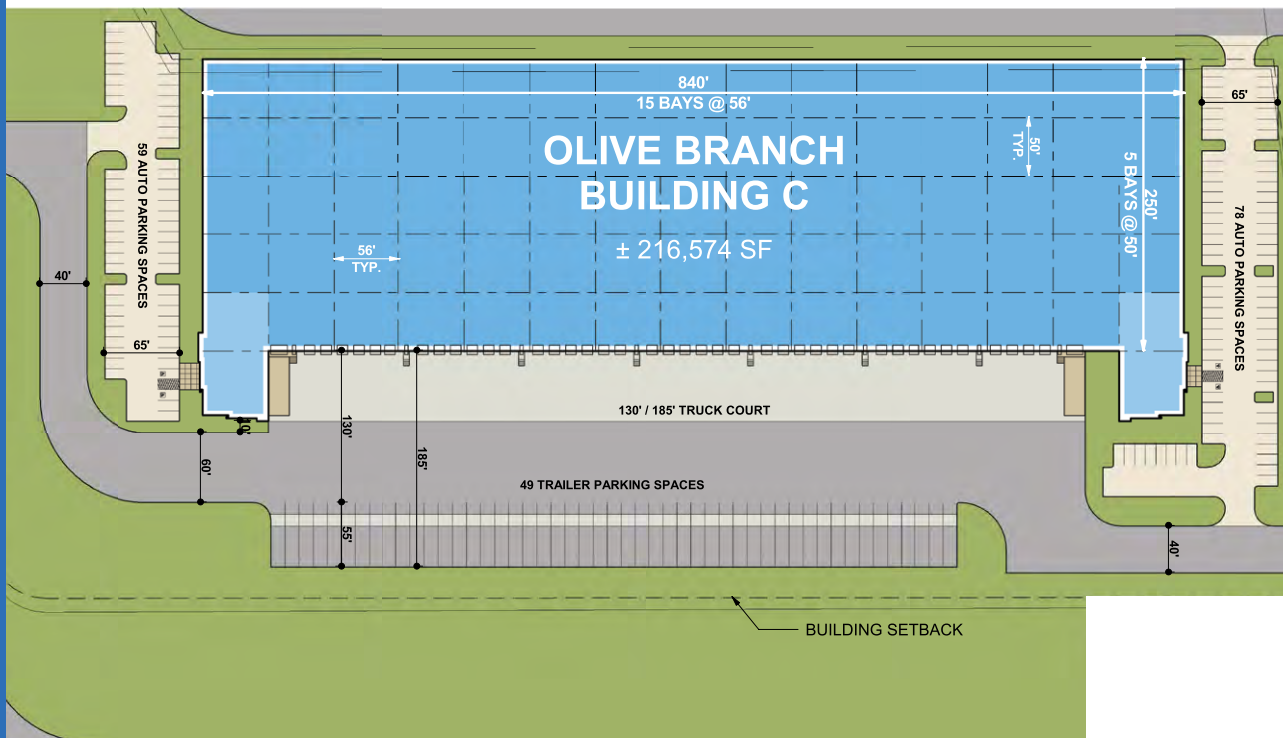 840'
15 BAYS @ 56'
OLIVE BRANCH
BUILDING C
± 216,574 SF
50'
TYP.
250'
5 BAYS @ 50'
56'
TYP.
65'
78 AUTO PARKING SPACES
59 AUTO PARKING SPACES
40'
65'
130' / 185' TRUCK COURT
10'
60'
130'
185'
49 TRAILER PARKING SPACES
55'
40'
BUILDING SETBACK